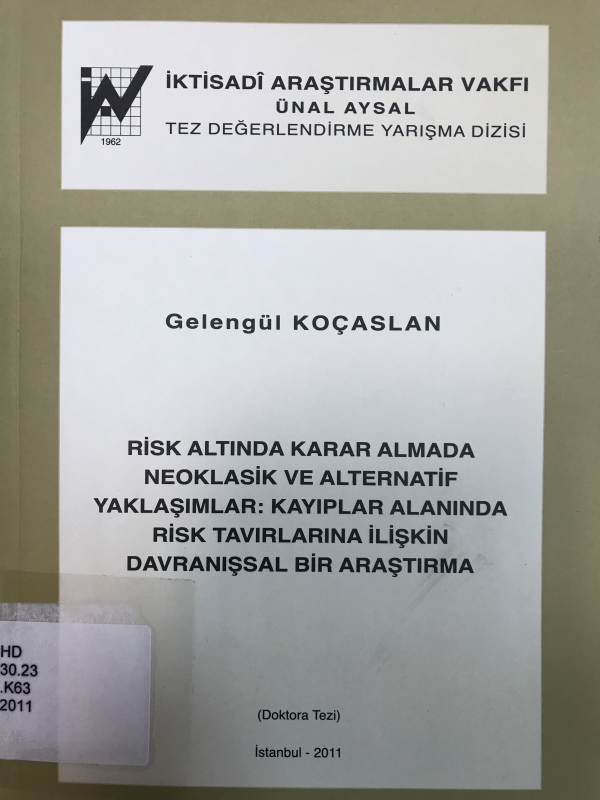 İKTİSADÎ ARAŞTIRMALAR VAKFI
ÜNAL AYSAL
TEZ DEĞERLENDİRME YARIŞMA DİZİSİ
1962
Gelengül KOÇASLAN
RİSK ALTINDA KARAR ALMADA
NEOKLASİK VE ALTERNATİF
YAKLAŞIMLAR: KAYIPLAR ALANINDA
RİSK TAVIRLARINA İLİŞKİN
DAVRANIŞSAL BİR ARAŞTIRMA
HD
30.23
.K63
2011
(Doktora Tezi)
İstanbul - 2011